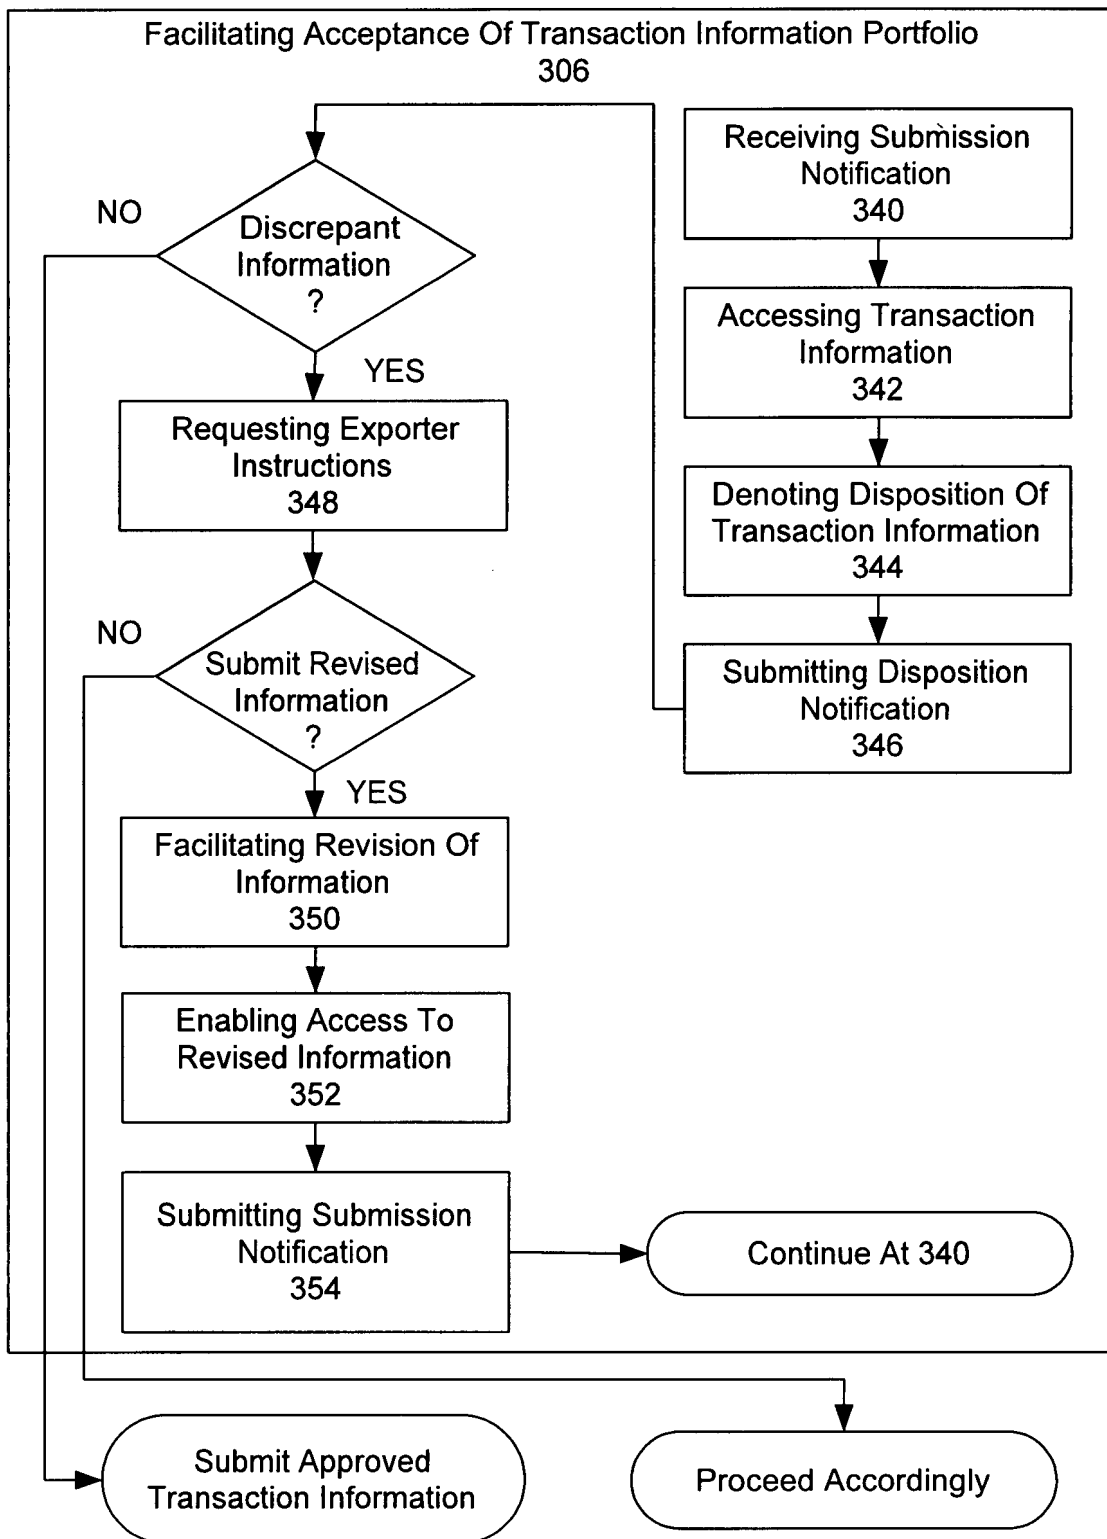 Facilitating Acceptance Of Transaction Information Portfolio
306
Receiving Submission
Notification
340
Accessing Transaction
Information
342
Denoting Disposition Of
Transaction Information
344
Submitting Disposition
Notification
346
NO
Discrepant
Information
?
YES
Requesting Exporter
Instructions
348
NO
Submit Revised
Information
?
YES
Facilitating Revision Of
Information
350
Enabling Access To
Revised Information
352
Submitting Submission
Notification
354
Continue At 340
Submit Approved
Transaction Information
Proceed Accordingly